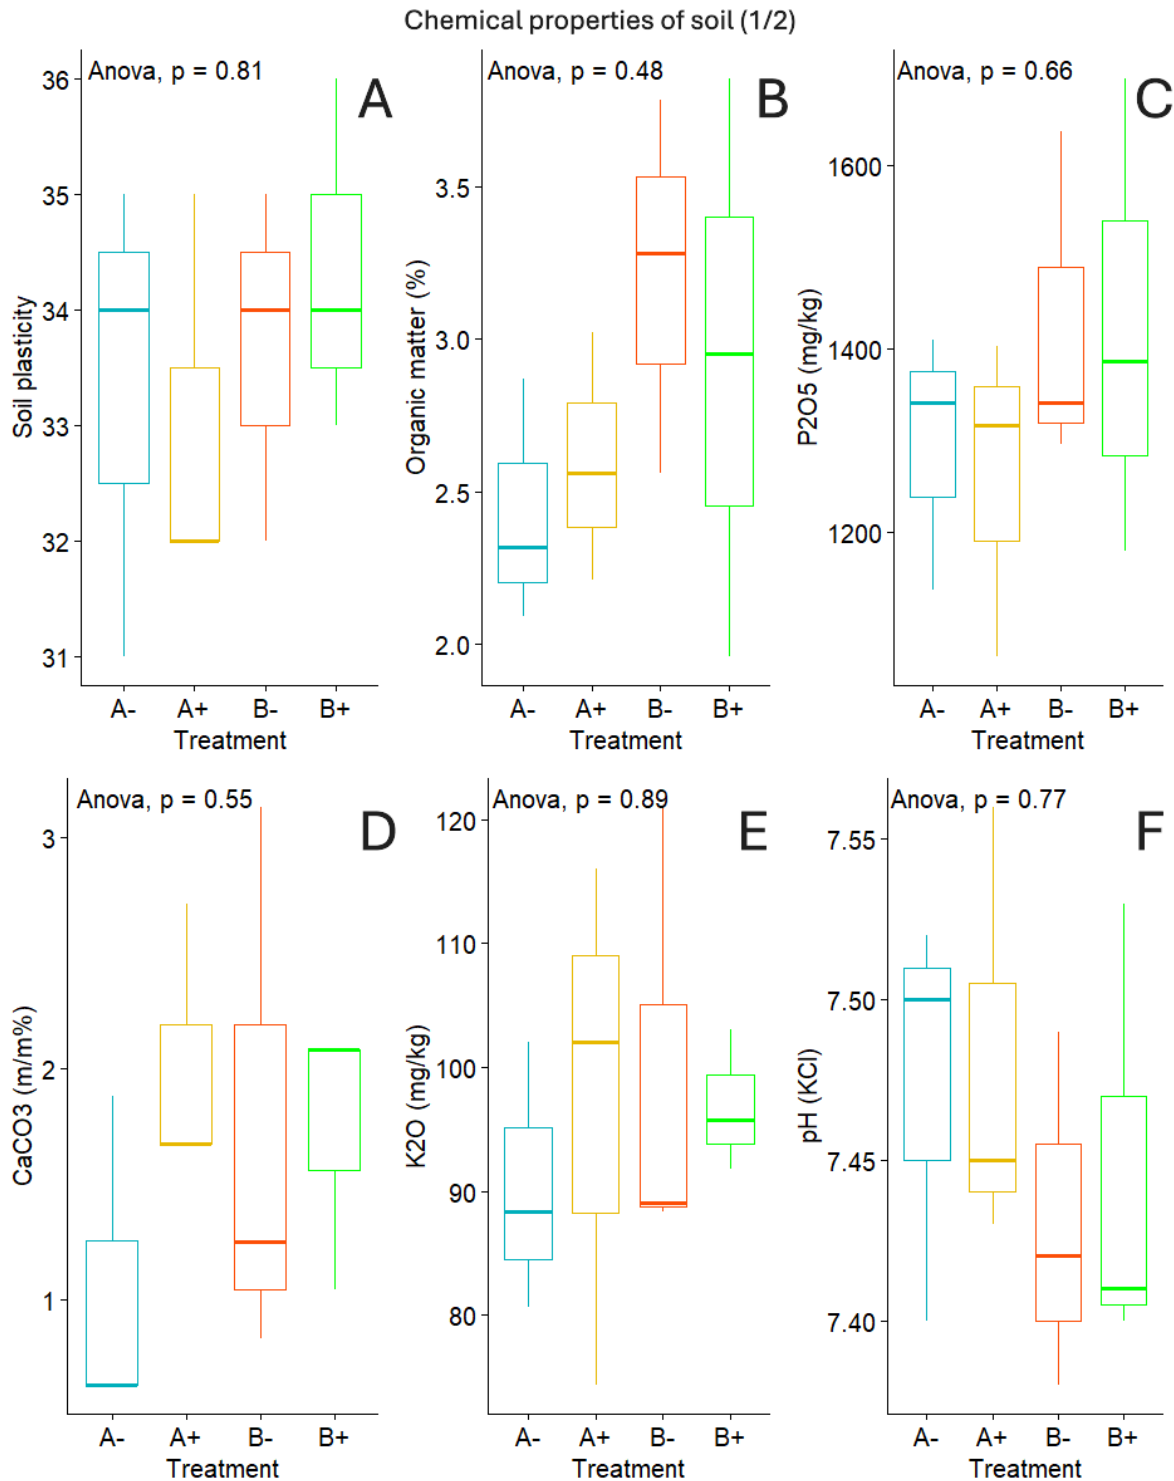 Chemical properties of soil (1/2)
Anova, p = 0.81
A
36
35
34
33
32
31
Soil plasticity
A-
A+
B-
B+
Treatment
Anova, p = 0.48
B
3.5
3.0
2.5
2.0
Organic matter (%)
A-
A+
B-
B+
Treatment
Anova, p = 0.66
C
1600
1400
1200
P2O5 (mg/kg)
A-
A+
B-
B+
Treatment
Anova, p = 0.55
D
3
2
1
CaCO3 (m/m%)
A-
A+
B-
B+
Treatment
Anova, p = 0.89
E
120
110
100
90
80
K2O (mg/kg)
A-
A+
B-
B+
Treatment
Anova, p = 0.77
F
7.55
7.50
7.45
7.40
pH (KCl)
A-
A+
B-
B+
Treatment